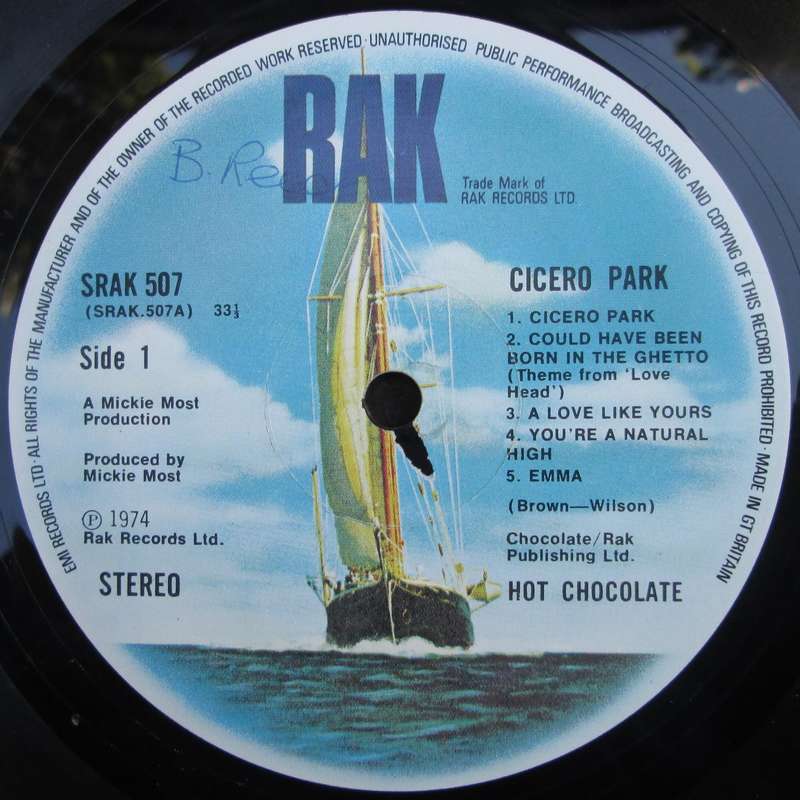 EMI RECORDS LTD·ALL RIGHTS OF THE MANUFACTURER AND OF THE OWNER OF THE RECORDED WORK RESERVED·UNAUTHORISED PUBLIC PERFORMANCE BROADCASTING AND COPYING OF THIS RECORD PROHIBITED·MADE IN GT BRITAIN
RAK
B.
Trade Mark of
RAK RECORDS LTD.
SRAK 507
(SRAK.507A) 33⅓
Side 1
A Mickie Most
Production
Produced by
Mickie Most
Ⓟ 1974
Rak Records Ltd.
STEREO
CICERO PARK
1. CICERO PARK
2. COULD HAVE BEEN
BORN IN THE GHETTO
(Theme from ‘Love
Head’)
3. A LOVE LIKE YOURS
4. YOU'RE A NATURAL
HIGH
5. EMMA
(Brown—Wilson)
Chocolate/Rak
Publishing Ltd.
HOT CHOCOLATE